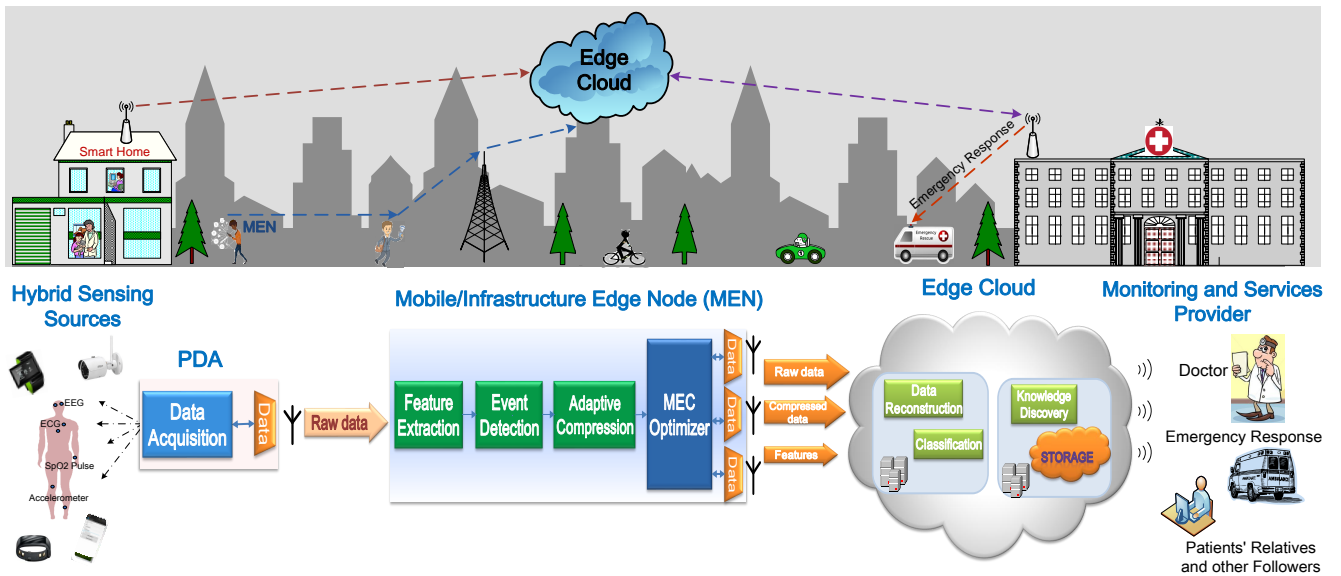 Edge
Cloud
Smart Home
MEN
Emergency Response
Emergency
Rescue
Hybrid Sensing
Sources
Mobile/Infrastructure Edge Node (MEN)
Edge Cloud
Monitoring and Services
Provider
PDA
EEG
ECG
SpO2 Pulse
Accelerometer
Data
Acquisition
Data
Raw data
Feature
Extraction
Event
Detection
Adaptive
Compression
MEC
Optimizer
Data
Data
Data
Raw data
Compressed
data
Features
Data
Reconstruction
Classification
Knowledge
Discovery
STORAGE
Doctor
Emergency Response
AMBULANCE
Patients' Relatives
and other Followers